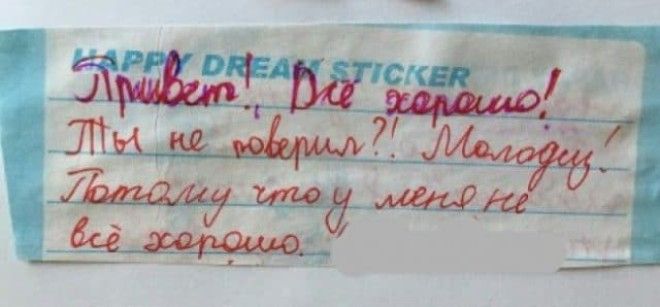 HAPPY DREAM STICKER
Привет! Всё хорошо!
Ты не поверил?! Молодец!
Потому что у меня не
всё хорошо.